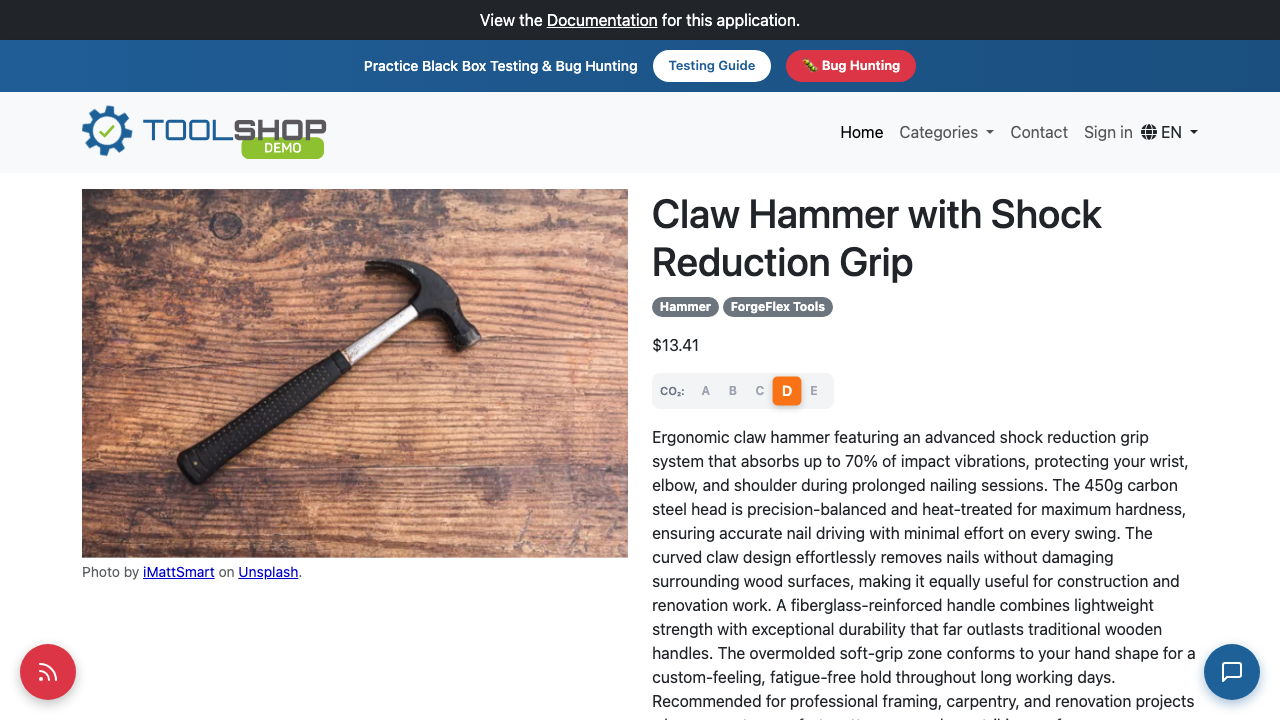 View the Documentation for this application.
Practice Black Box Testing & Bug Hunting
Testing Guide
🐛 Bug Hunting
TOOLSHOP
DEMO
Home
Categories
Contact
Sign in
EN
Claw Hammer with Shock
Reduction Grip
Hammer
ForgeFlex Tools
$13.41
CO₂:
A
B
C
D
E
Ergonomic claw hammer featuring an advanced shock reduction grip
system that absorbs up to 70% of impact vibrations, protecting your wrist,
elbow, and shoulder during prolonged nailing sessions. The 450g carbon
steel head is precision-balanced and heat-treated for maximum hardness,
ensuring accurate nail driving with minimal effort on every swing. The
curved claw design effortlessly removes nails without damaging
surrounding wood surfaces, making it equally useful for construction and
renovation work. A fiberglass-reinforced handle combines lightweight
strength with exceptional durability that far outlasts traditional wooden
handles. The overmolded soft-grip zone conforms to your hand shape for a
custom-feeling, fatigue-free hold throughout long working days.
Recommended for professional framing, carpentry, and renovation projects
Photo by iMattSmart on Unsplash.